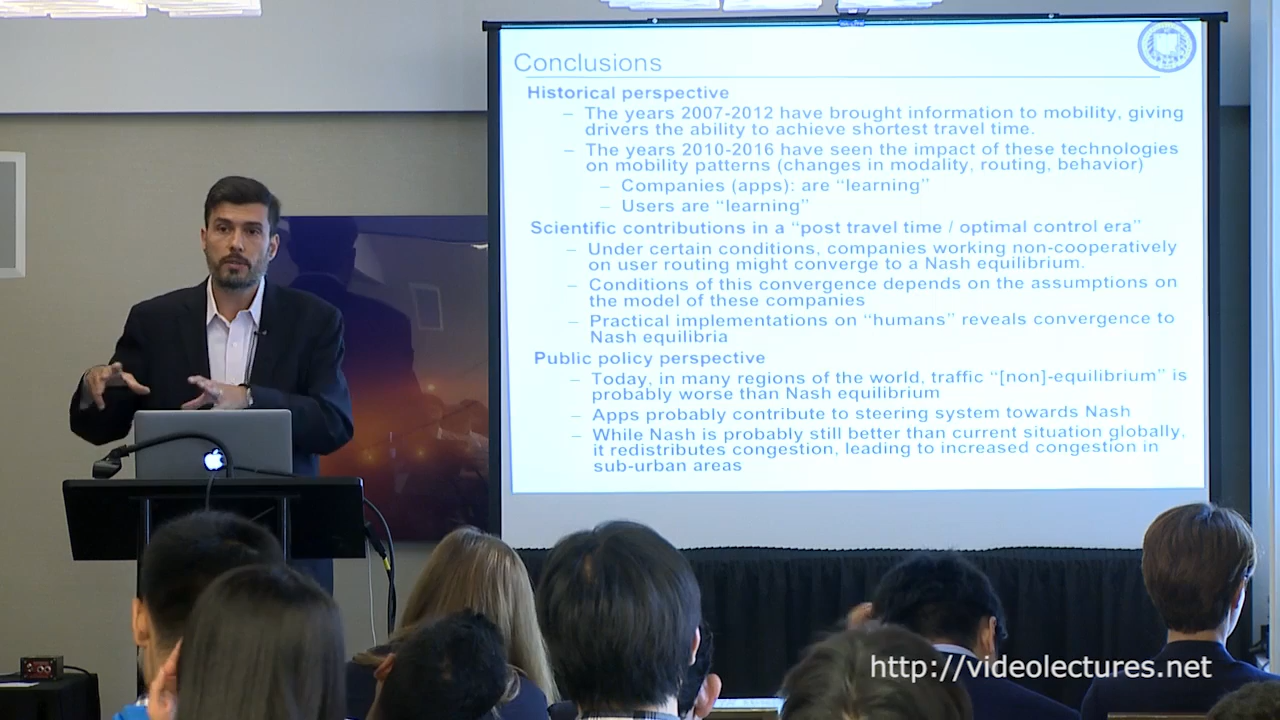 Conclusions
Historical perspective
– The years 2007-2012 have brought information to mobility, giving
drivers the ability to achieve shortest travel time.
– The years 2010-2016 have seen the impact of these technologies
on mobility patterns (changes in modality, routing, behavior)
– Companies (apps): are “learning”
– Users are “learning”
Scientific contributions in a “post travel time / optimal control era”
– Under certain conditions, companies working non-cooperatively
on user routing might converge to a Nash equilibrium.
– Conditions of this convergence depends on the assumptions on
the model of these companies
– Practical implementations on “humans” reveals convergence to
Nash equilibria
Public policy perspective
– Today, in many regions of the world, traffic “[non]-equilibrium” is
probably worse than Nash equilibrium
– Apps probably contribute to steering system towards Nash
– While Nash is probably still better than current situation globally,
it redistributes congestion, leading to increased congestion in
sub-urban areas
http://videolectures.net